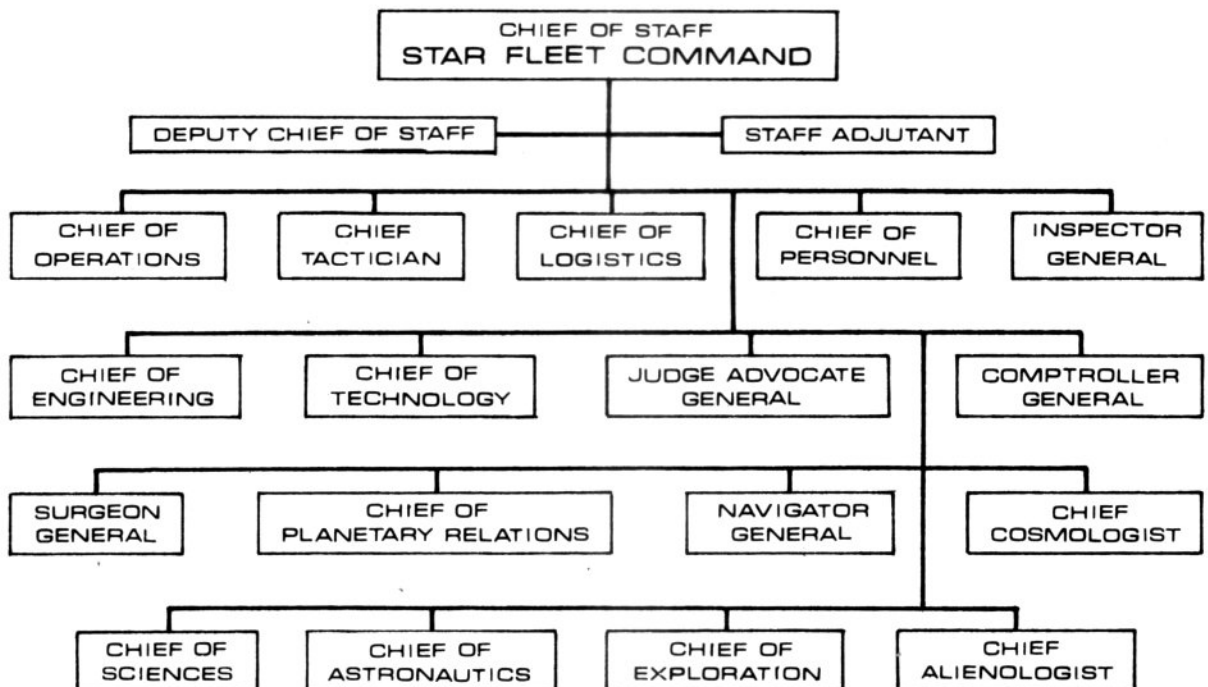 CHIEF OF STAFF
STAR FLEET COMMAND
DEPUTY CHIEF OF STAFF
STAFF ADJUTANT
CHIEF OF
OPERATIONS
CHIEF
TACTICIAN
CHIEF OF
LOGISTICS
CHIEF OF
PERSONNEL
INSPECTOR
GENERAL
CHIEF OF
ENGINEERING
CHIEF OF
TECHNOLOGY
JUDGE ADVOCATE
GENERAL
COMPTROLLER
GENERAL
SURGEON
GENERAL
CHIEF OF
PLANETARY RELATIONS
NAVIGATOR
GENERAL
CHIEF
COSMOLOGIST
CHIEF OF
SCIENCES
CHIEF OF
ASTRONAUTICS
CHIEF OF
EXPLORATION
CHIEF
ALIENOLOGIST